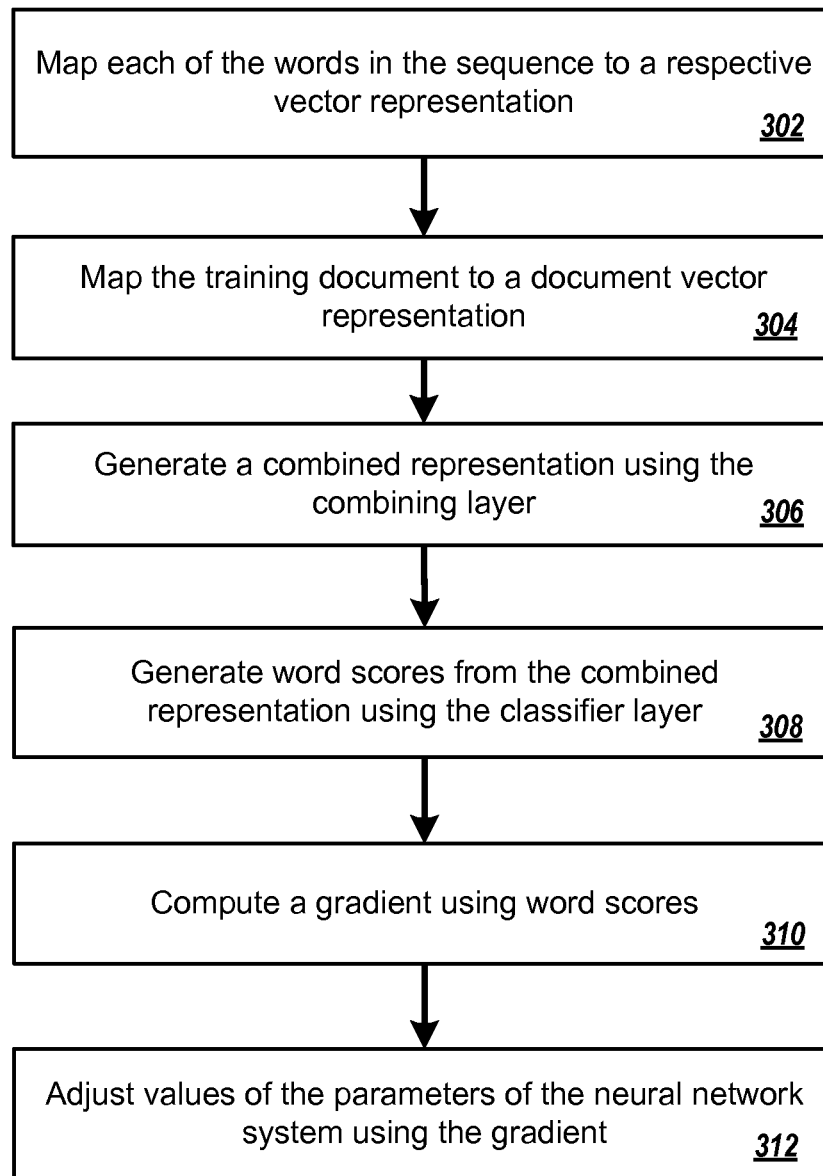 Map each of the words in the sequence to a respective
vector representation
302
Map the training document to a document vector
representation
304
Generate a combined representation using the
combining layer
306
Generate word scores from the combined
representation using the classifier layer
308
Compute a gradient using word scores
310
Adjust values of the parameters of the neural network
system using the gradient
312